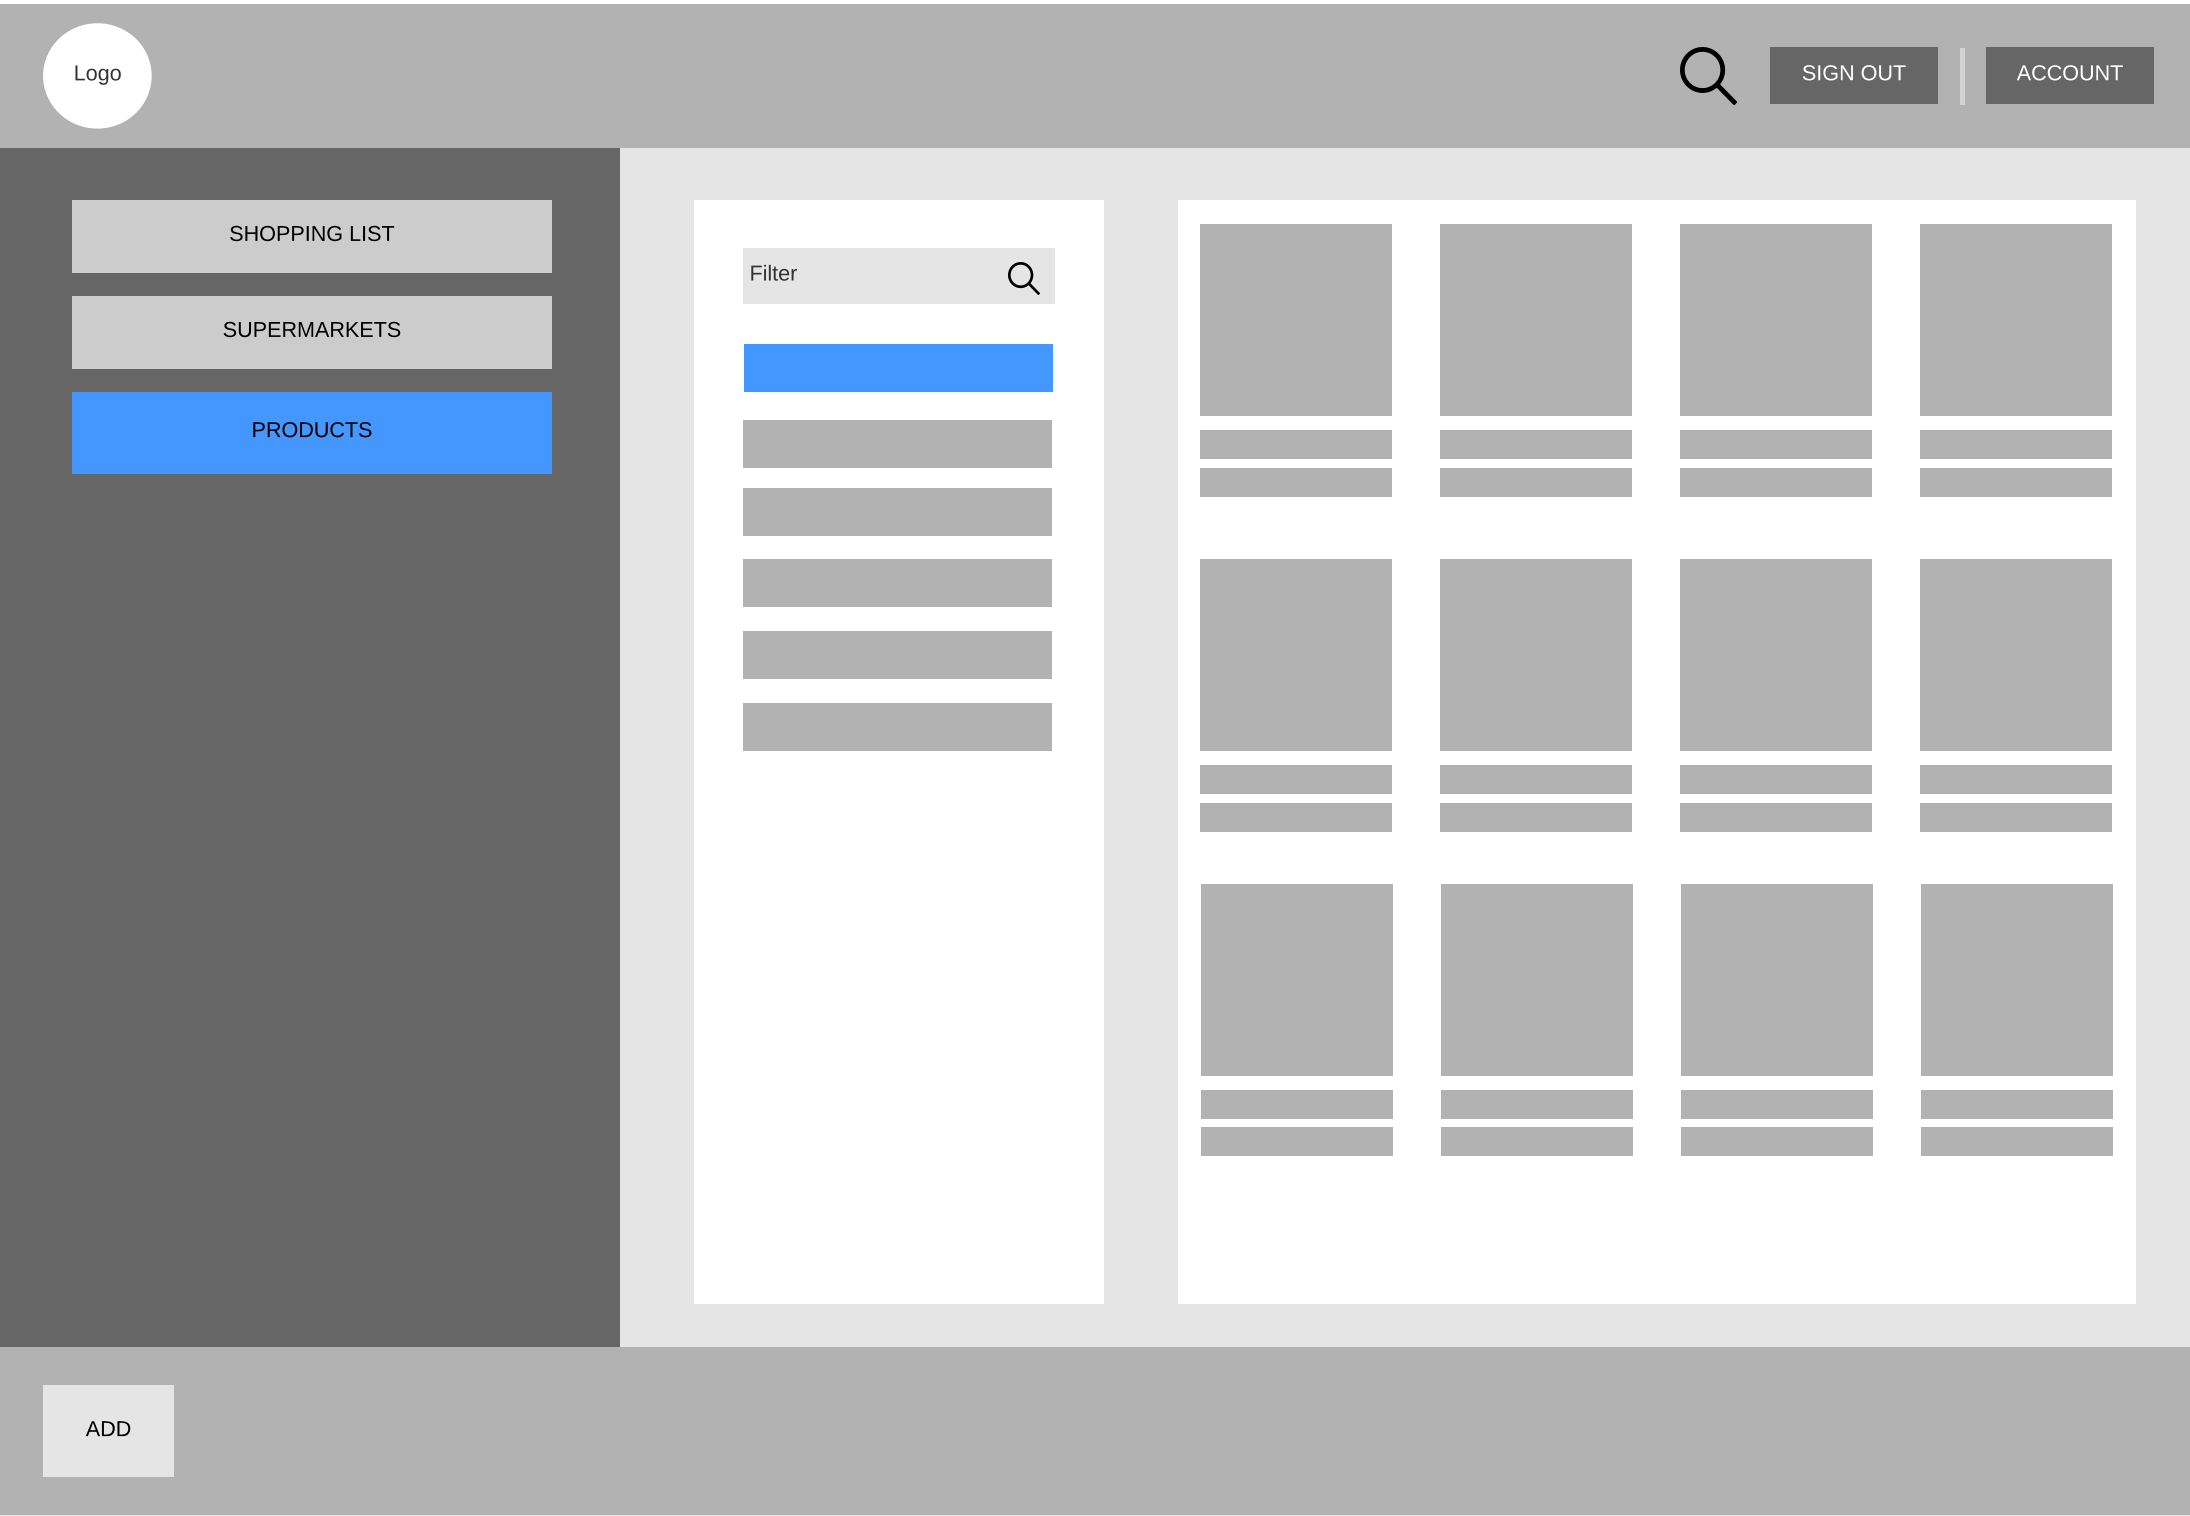 Logo
SIGN OUT
ACCOUNT
SHOPPING LIST
SUPERMARKETS
PRODUCTS
Filter
ADD